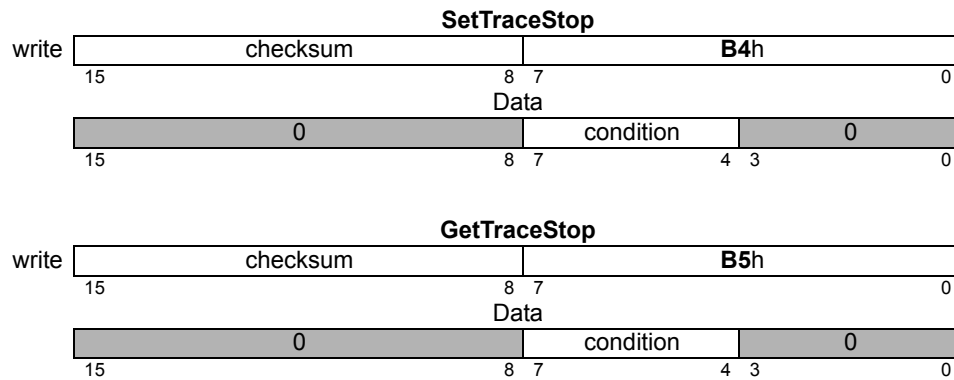 SetTraceStop
write checksum B4h
15 8 7 0
Data
0 condition 0
15 8 7 4 3 0
GetTraceStop
write checksum B5h
15 8 7 0
Data
0 condition 0
15 8 7 4 3 0